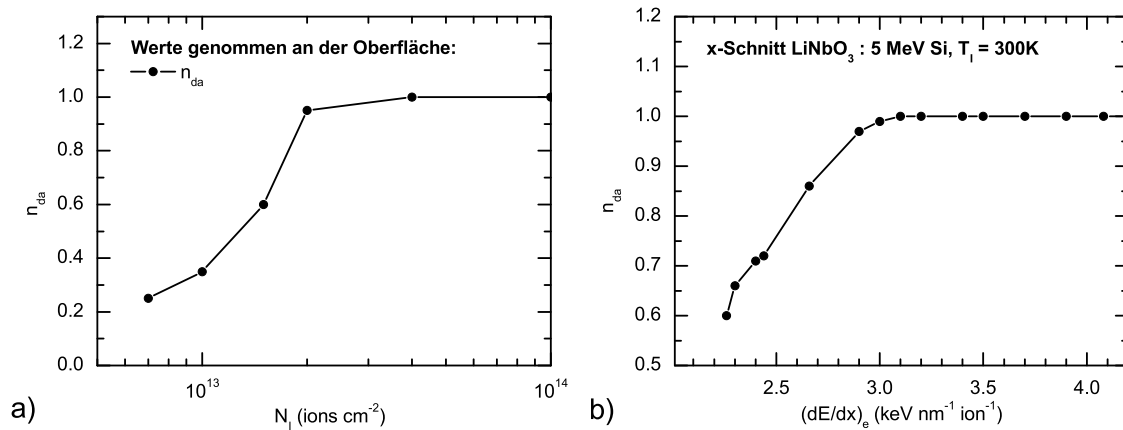 1.2
1.0
0.8
0.6
0.4
0.2
0.0
n_da
Werte genommen an der Oberfläche:
n_da
10^13
10^14
N_I (ions cm^-2)
a)
1.2
1.1
1.0
0.9
0.8
0.7
0.6
0.5
n_da
x-Schnitt LiNbO_3 : 5 MeV Si, T_I = 300K
2.5
3.0
3.5
4.0
(dE/dx)_e (keV nm^-1 ion^-1)
b)